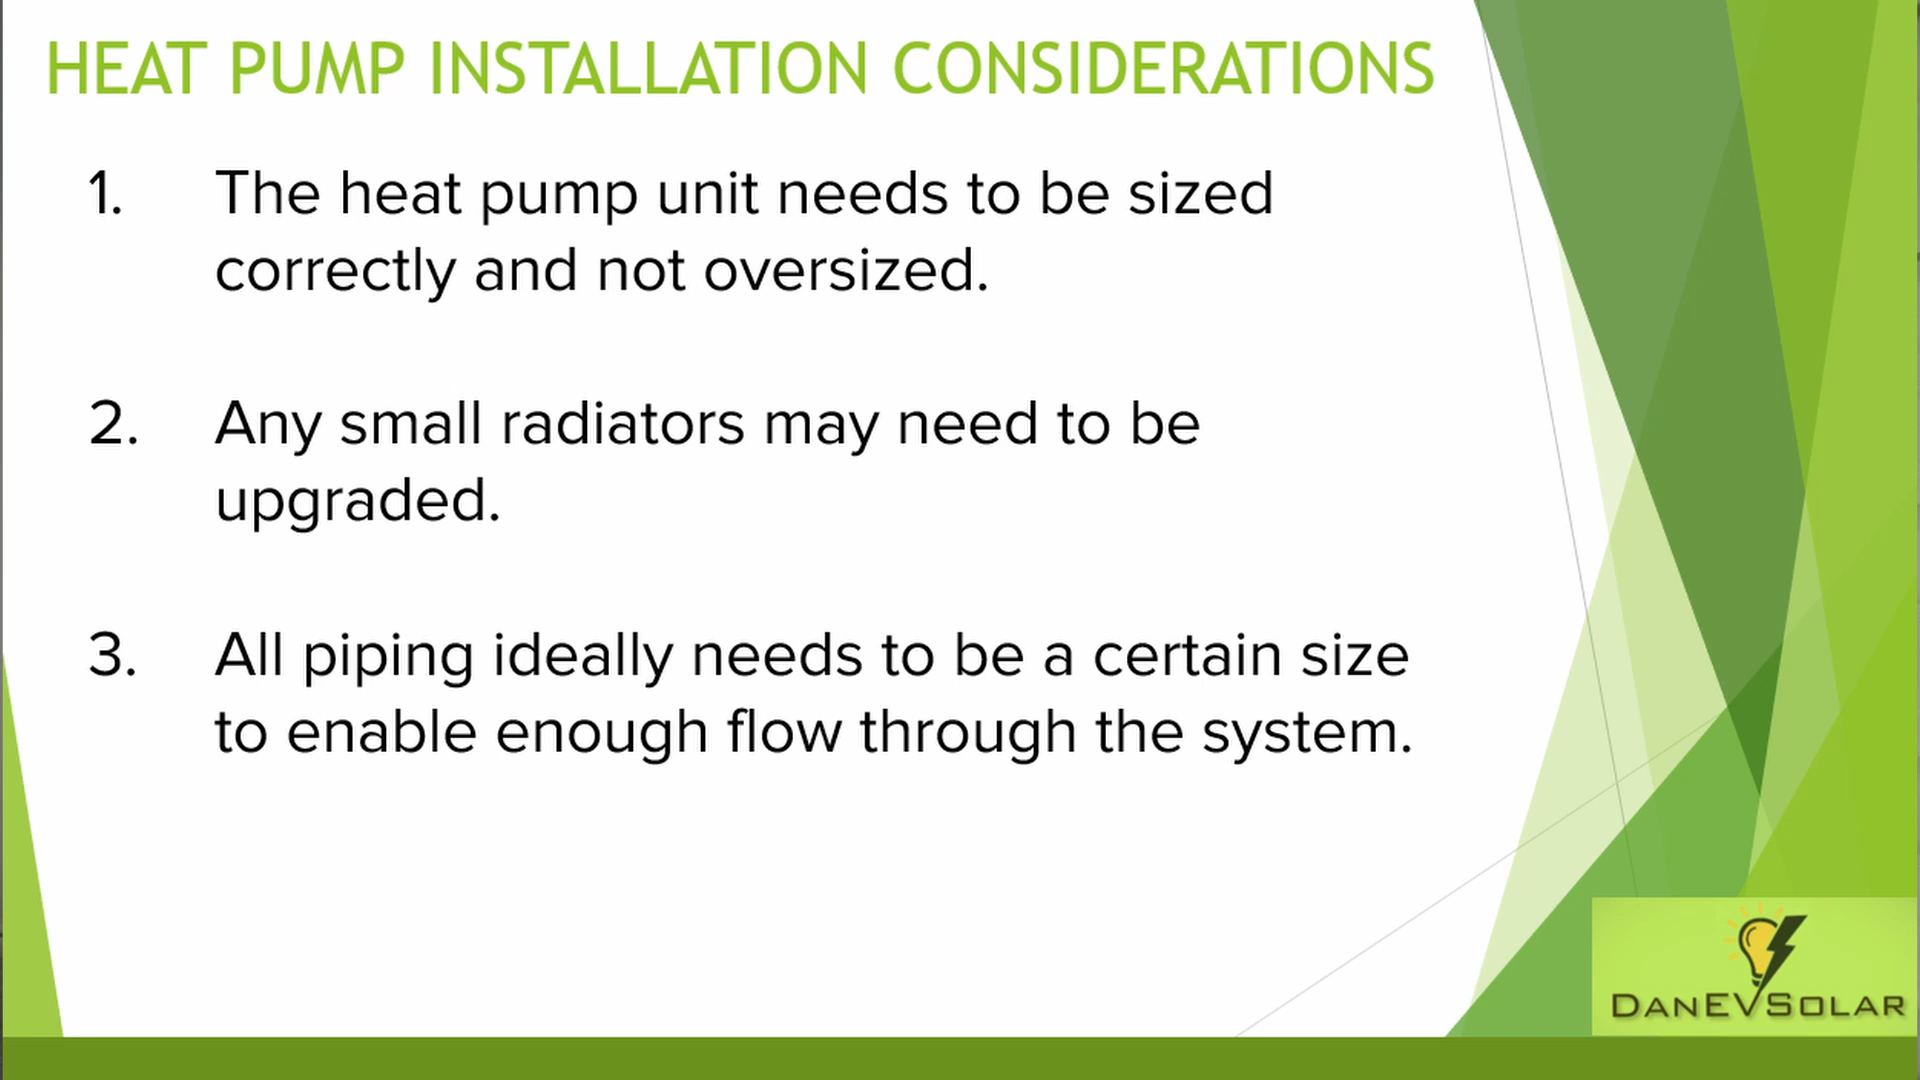 HEAT PUMP INSTALLATION CONSIDERATIONS
1. The heat pump unit needs to be sized
correctly and not oversized.
2. Any small radiators may need to be
upgraded.
3. All piping ideally needs to be a certain size
to enable enough flow through the system.
DANEVSOLAR